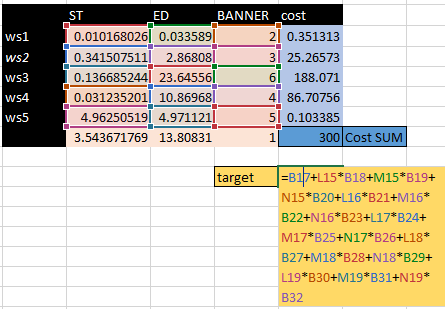 ST ED BANNER cost
ws1 0.010168026 0.033589 2 0.351313
ws2 0.341507511 2.86808 3 25.26573
ws3 0.136685244 23.64556 6 188.071
ws4 0.031235201 10.86968 4 86.70756
ws5 4.96250519 4.971121 5 0.103385
3.543671769 13.80831 1 300 Cost SUM
target =B17+L15*B18+M15*B19+
N15*B20+L16*B21+M16*
B22+N16*B23+L17*B24+
M17*B25+N17*B26+L18*
B27+M18*B28+N18*B29+
L19*B30+M19*B31+N19*
B32